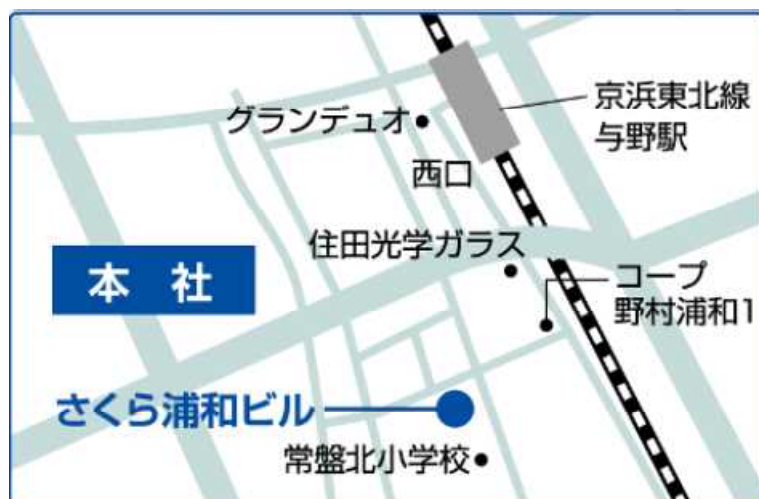 京浜東北線
与野駅
グランデュオ
西口
住田光学ガラス
本 社
コープ
野村浦和1
さくら浦和ビル
常盤北小学校